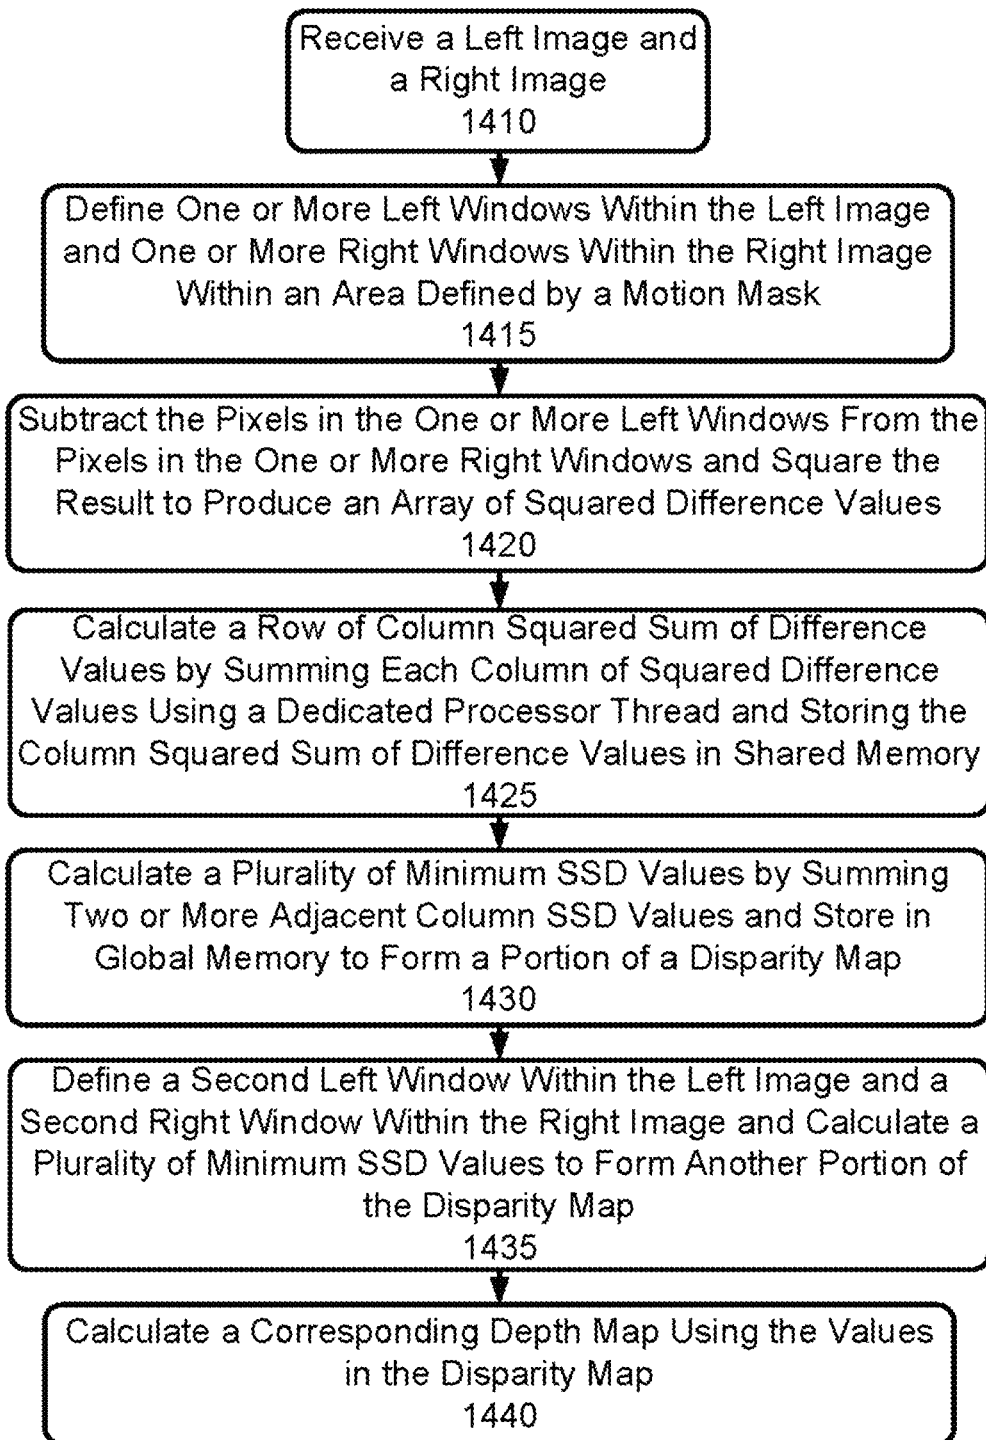 Receive a Left Image and
a Right Image
1410
Define One or More Left Windows Within the Left Image
and One or More Right Windows Within the Right Image
Within an Area Defined by a Motion Mask
1415
Subtract the Pixels in the One or More Left Windows From the
Pixels in the One or More Right Windows and Square the
Result to Produce an Array of Squared Difference Values
1420
Calculate a Row of Column Squared Sum of Difference
Values by Summing Each Column of Squared Difference
Values Using a Dedicated Processor Thread and Storing the
Column Squared Sum of Difference Values in Shared Memory
1425
Calculate a Plurality of Minimum SSD Values by Summing
Two or More Adjacent Column SSD Values and Store in
Global Memory to Form a Portion of a Disparity Map
1430
Define a Second Left Window Within the Left Image and a
Second Right Window Within the Right Image and Calculate a
Plurality of Minimum SSD Values to Form Another Portion of
the Disparity Map
1435
Calculate a Corresponding Depth Map Using the Values
in the Disparity Map
1440